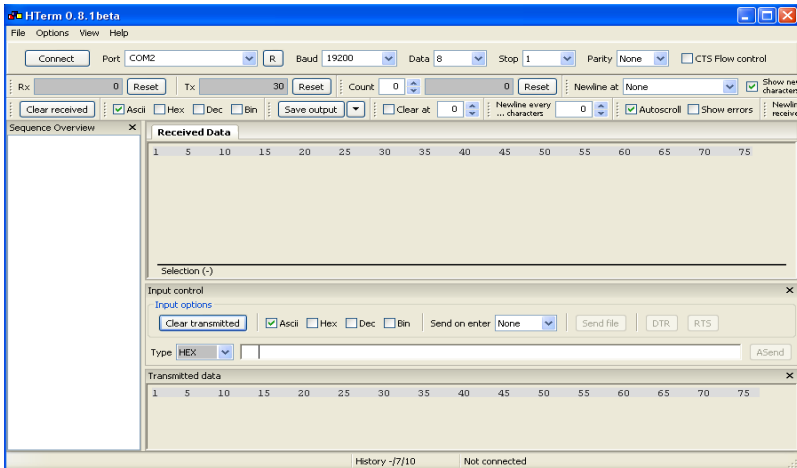 HTerm 0.8.1beta
File Options View Help
Connect Port COM2 R Baud 19200 Data 8 Stop 1 Parity None CTS Flow control
Rx 0 Reset Tx 30 Reset Count 0 0 Reset Newline at None Show new characters
Clear received Ascii Hex Dec Bin Save output Clear at 0 Newline every ... characters 0 Autoscroll Show errors Newlin receive
Sequence Overview x Received Data
1 5 10 15 20 25 30 35 40 45 50 55 60 65 70 75
Selection (-)
Input control x
Input options
Clear transmitted Ascii Hex Dec Bin Send on enter None Send file DTR RTS
Type HEX ASend
Transmitted data x
1 5 10 15 20 25 30 35 40 45 50 55 60 65 70 75
History -/7/10 Not connected